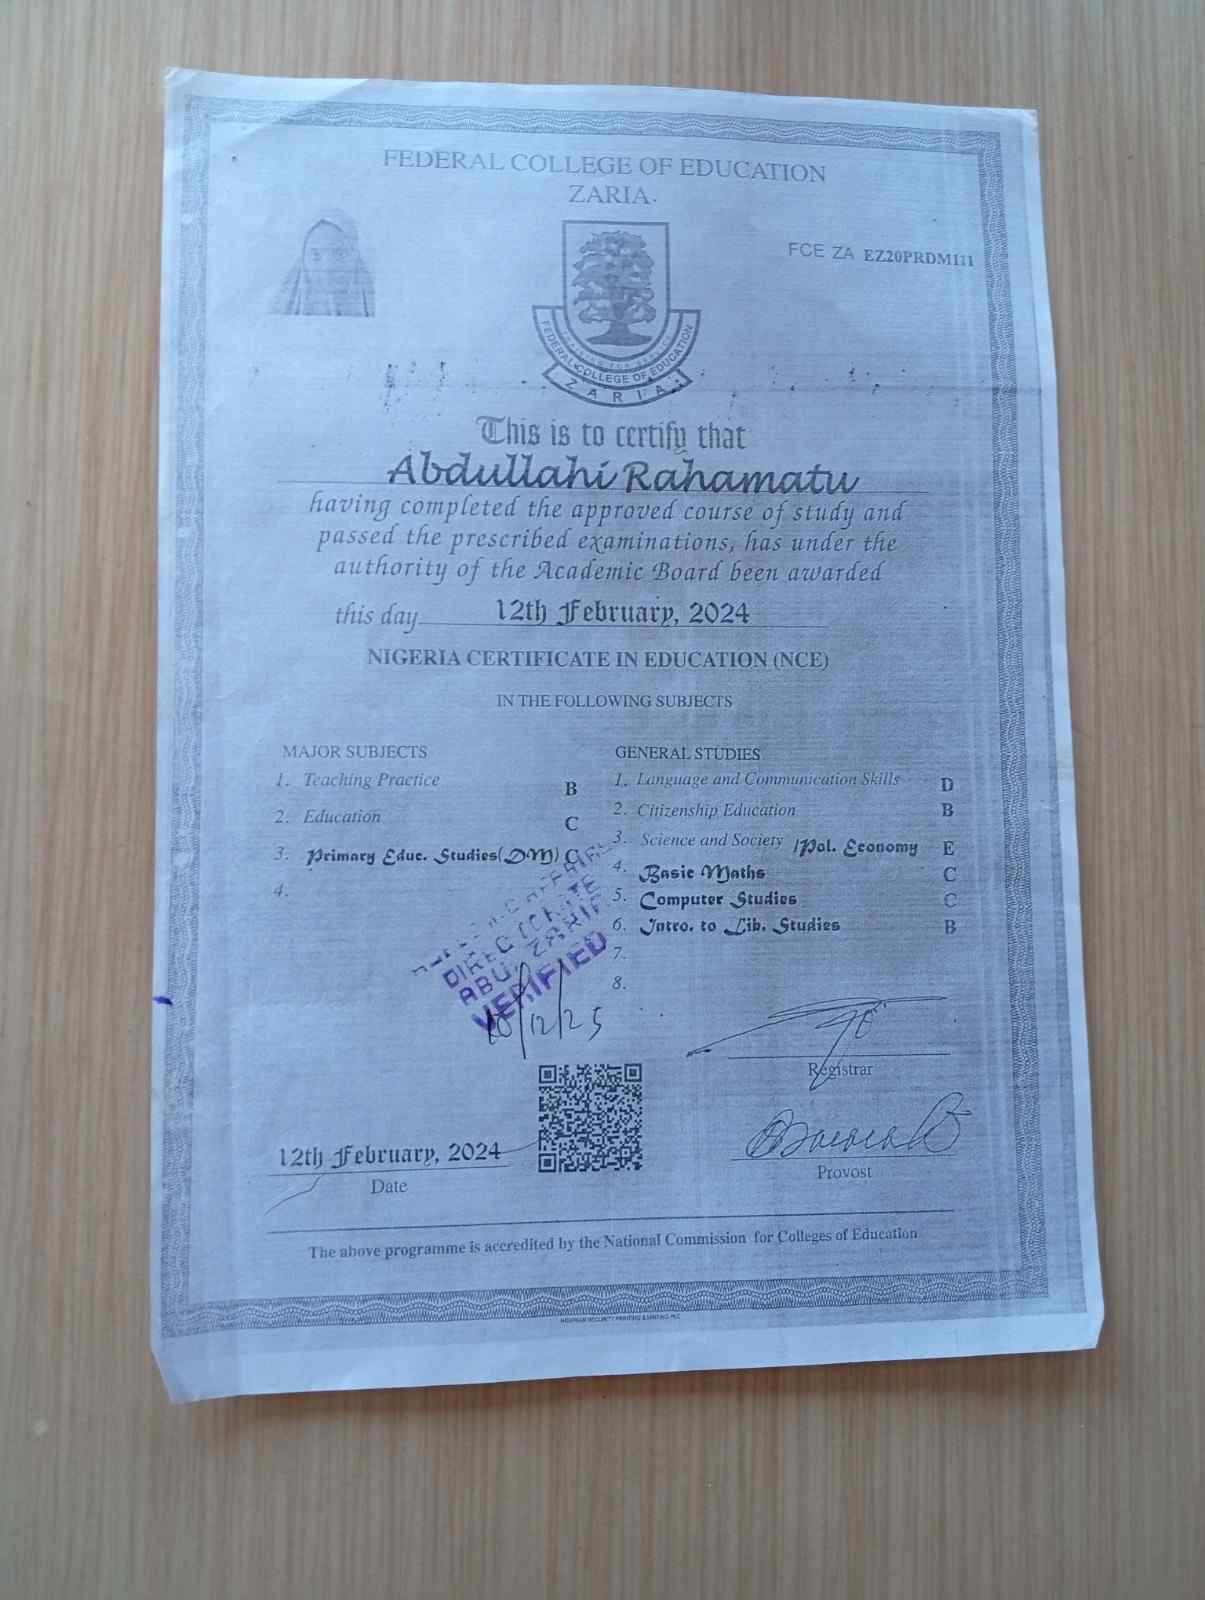 FEDERAL COLLEGE OF EDUCATION
ZARIA.
FCE ZA EZ20PRDM111
FEDERAL COLLEGE OF EDUCATION
ZARIA
This is to certify that
Abdullahi Rahamatu
having completed the approved course of study and
passed the prescribed examinations, has under the
authority of the Academic Board been awarded
this day 12th February, 2024
NIGERIA CERTIFICATE IN EDUCATION (NCE)
IN THE FOLLOWING SUBJECTS
MAJOR SUBJECTS
1. Teaching Practice B
2. Education C
3. Primary Educ. Studies(DM) C
4.
GENERAL STUDIES
1. Language and Communication Skills D
2. Citizenship Education B
3. Science and Society /Pol. Economy E
4. Basic Maths C
5. Computer Studies C
6. Intro. to Lib. Studies B
7.
8.
AFFAIRS
DIRECTORATE
ABU, ZARIA
VERIFIED
10/12/25
Registrar
Provost
12th February, 2024
Date
The above programme is accredited by the National Commission for Colleges of Education